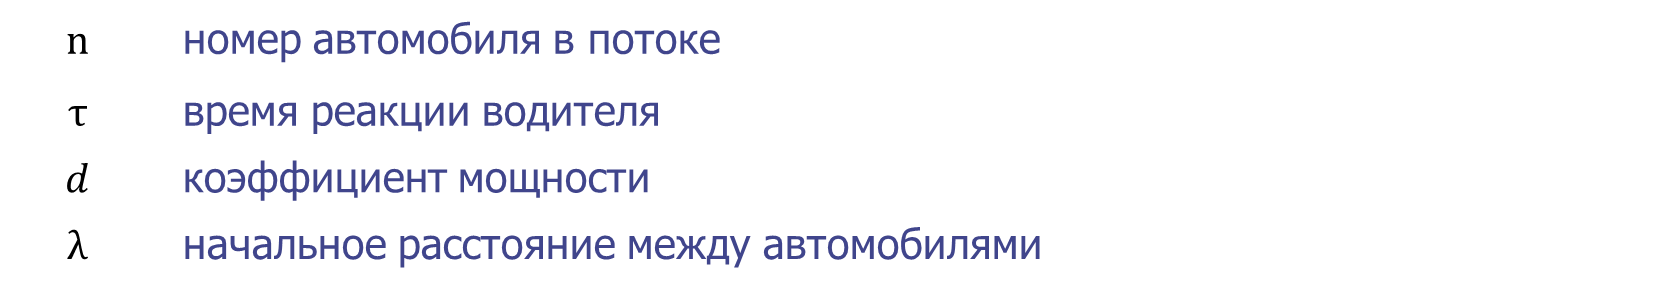 n номер автомобиля в потоке
τ время реакции водителя
d коэффициент мощности
λ начальное расстояние между автомобилями